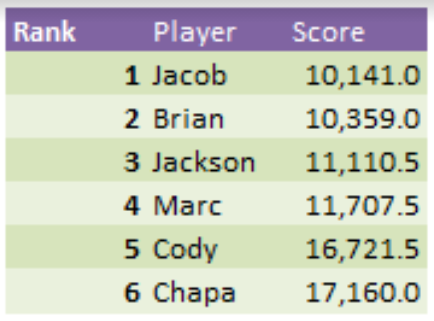 Rank Player Score
1 Jacob 10,141.0
2 Brian 10,359.0
3 Jackson 11,110.5
4 Marc 11,707.5
5 Cody 16,721.5
6 Chapa 17,160.0